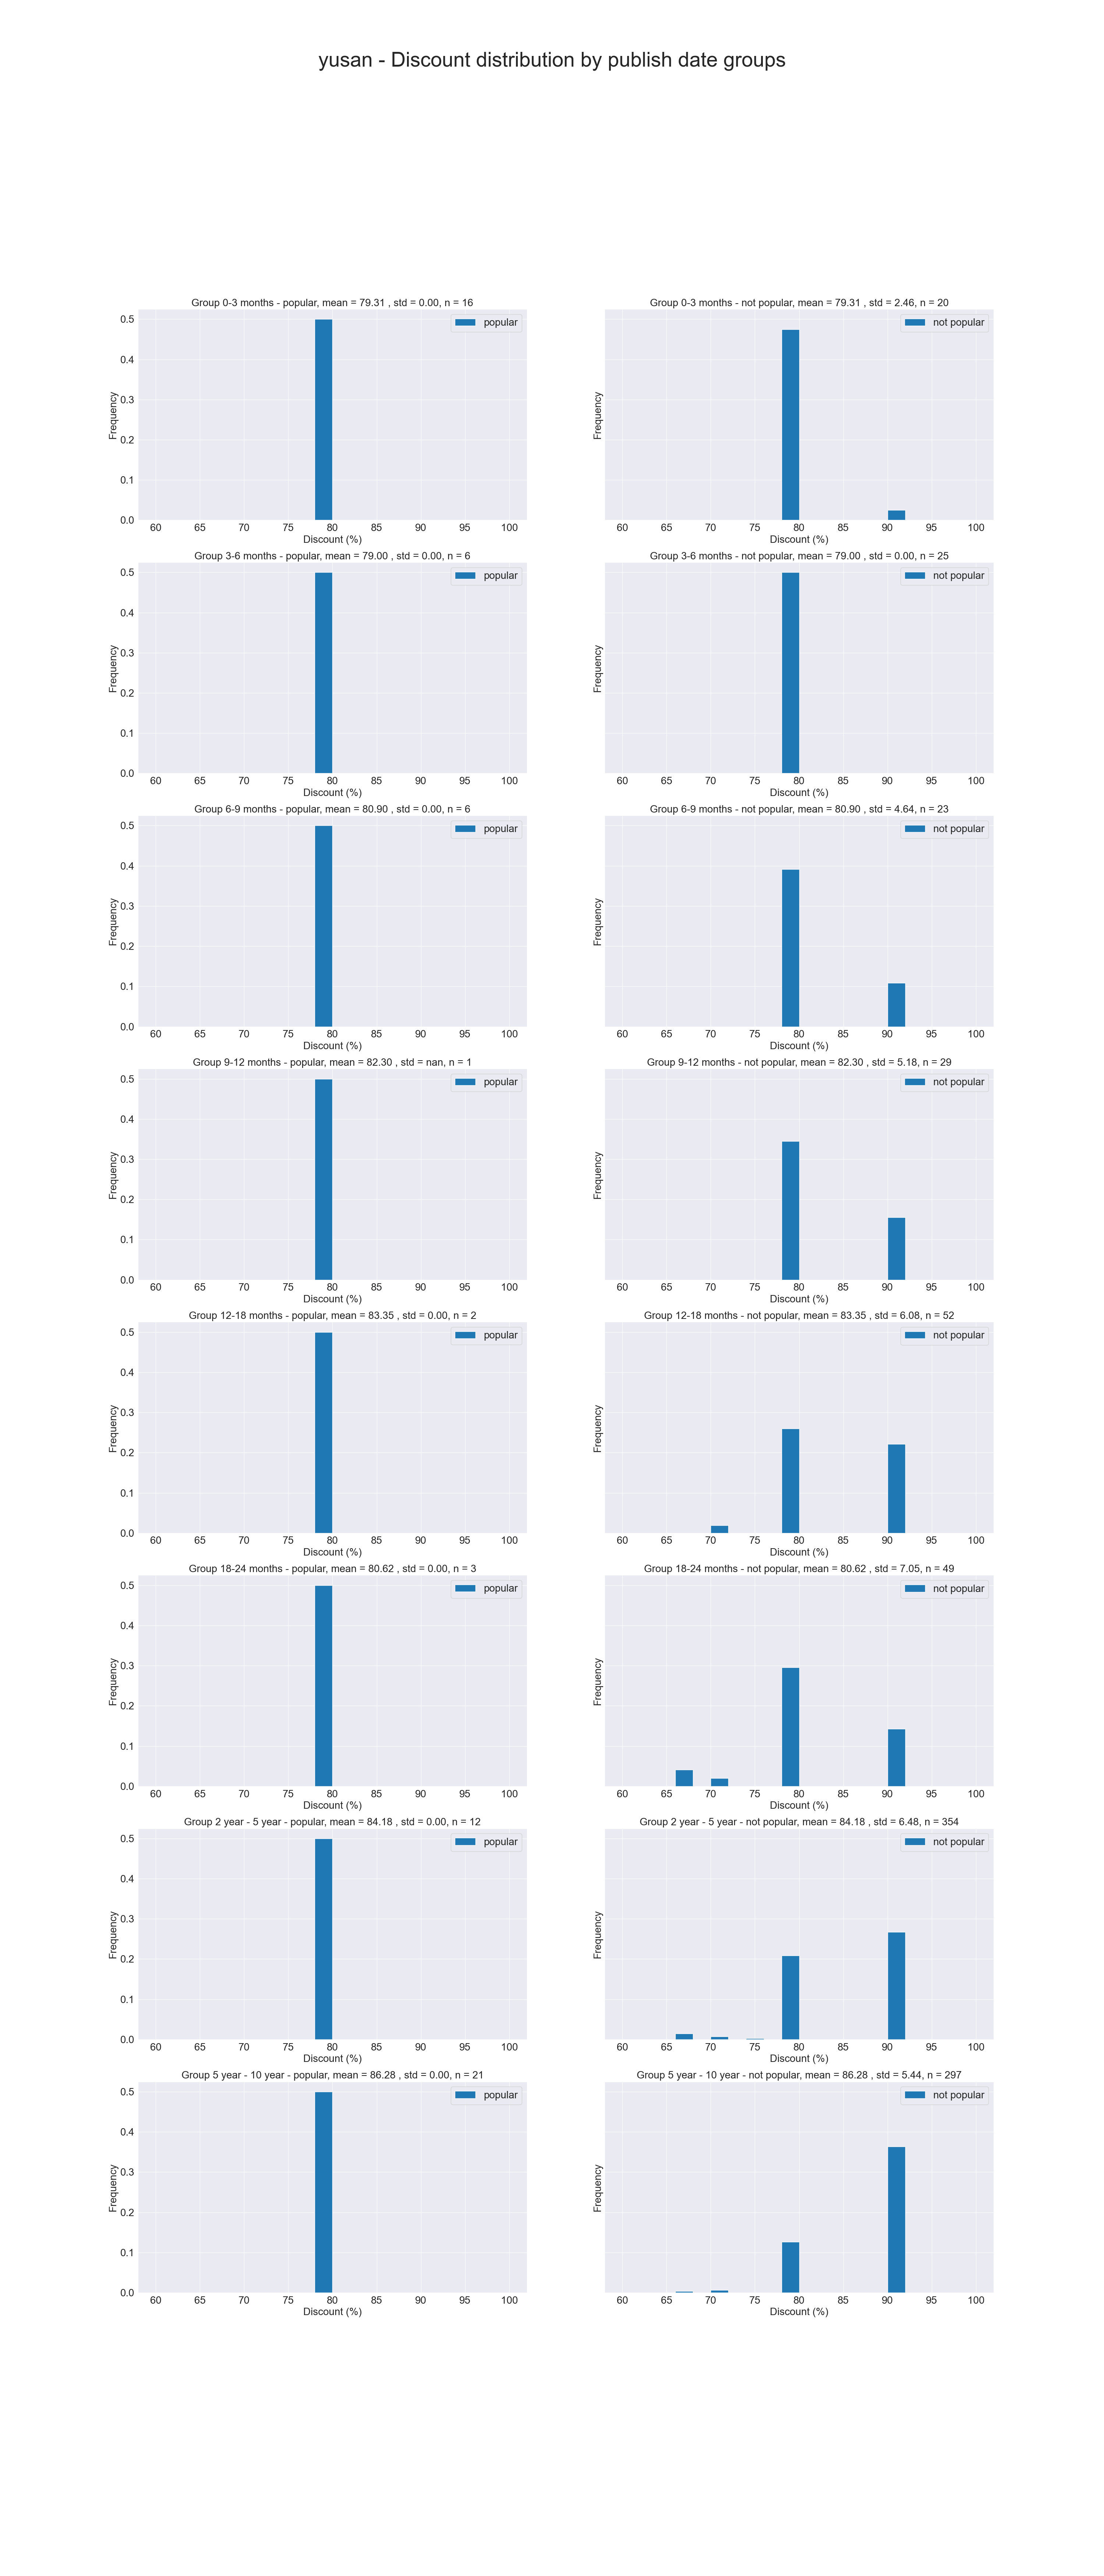 yusan - Discount distribution by publish date groups
Group 0-3 months - popular, mean = 79.31 , std = 0.00, n = 16
0.5
0.4
0.3
0.2
0.1
0.0
Frequency
popular
60 65 70 75 80 85 90 95 100
Discount (%)
Group 0-3 months - not popular, mean = 79.31 , std = 2.46, n = 20
Frequency
not popular
60 65 70 75 80 85 90 95 100
Discount (%)
Group 3-6 months - popular, mean = 79.00 , std = 0.00, n = 6
0.5
0.4
0.3
0.2
0.1
0.0
Frequency
popular
60 65 70 75 80 85 90 95 100
Discount (%)
Group 3-6 months - not popular, mean = 79.00 , std = 0.00, n = 25
Frequency
not popular
60 65 70 75 80 85 90 95 100
Discount (%)
Group 6-9 months - popular, mean = 80.90 , std = 0.00, n = 6
0.5
0.4
0.3
0.2
0.1
0.0
Frequency
popular
60 65 70 75 80 85 90 95 100
Discount (%)
Group 6-9 months - not popular, mean = 80.90 , std = 4.64, n = 23
Frequency
not popular
60 65 70 75 80 85 90 95 100
Discount (%)
Group 9-12 months - popular, mean = 82.30 , std = nan, n = 1
0.5
0.4
0.3
0.2
0.1
0.0
Frequency
popular
60 65 70 75 80 85 90 95 100
Discount (%)
Group 9-12 months - not popular, mean = 82.30 , std = 5.18, n = 29
Frequency
not popular
60 65 70 75 80 85 90 95 100
Discount (%)
Group 12-18 months - popular, mean = 83.35 , std = 0.00, n = 2
0.5
0.4
0.3
0.2
0.1
0.0
Frequency
popular
60 65 70 75 80 85 90 95 100
Discount (%)
Group 12-18 months - not popular, mean = 83.35 , std = 6.08, n = 52
Frequency
not popular
60 65 70 75 80 85 90 95 100
Discount (%)
Group 18-24 months - popular, mean = 80.62 , std = 0.00, n = 3
0.5
0.4
0.3
0.2
0.1
0.0
Frequency
popular
60 65 70 75 80 85 90 95 100
Discount (%)
Group 18-24 months - not popular, mean = 80.62 , std = 7.05, n = 49
Frequency
not popular
60 65 70 75 80 85 90 95 100
Discount (%)
Group 2 year - 5 year - popular, mean = 84.18 , std = 0.00, n = 12
0.5
0.4
0.3
0.2
0.1
0.0
Frequency
popular
60 65 70 75 80 85 90 95 100
Discount (%)
Group 2 year - 5 year - not popular, mean = 84.18 , std = 6.48, n = 354
Frequency
not popular
60 65 70 75 80 85 90 95 100
Discount (%)
Group 5 year - 10 year - popular, mean = 86.28 , std = 0.00, n = 21
0.5
0.4
0.3
0.2
0.1
0.0
Frequency
popular
60 65 70 75 80 85 90 95 100
Discount (%)
Group 5 year - 10 year - not popular, mean = 86.28 , std = 5.44, n = 297
Frequency
not popular
60 65 70 75 80 85 90 95 100
Discount (%)